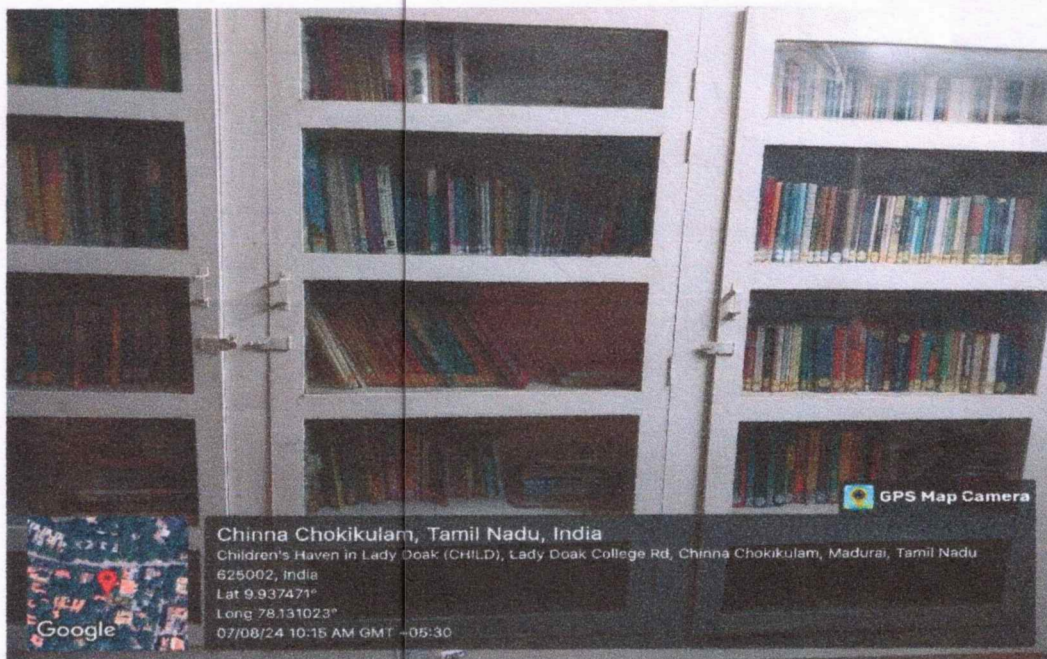 GPS Map Camera
Chinna Chokikulam, Tamil Nadu, India
Children's Haven in Lady Doak (CHILD), Lady Doak College Rd, Chinna Chokikulam, Madurai, Tamil Nadu
625002, India
Lat 9.937471°
Long 78.131023°
07/08/24 10:15 AM GMT +05:30
Google